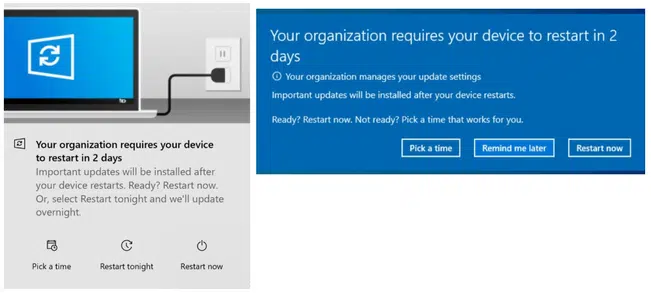 Your organization requires your device
to restart in 2 days
Important updates will be installed after
your device restarts. Ready? Restart now.
Or, select Restart tonight and we'll update
overnight.
Pick a time Restart tonight Restart now
Your organization requires your device to restart in 2
days
Your organization manages your update settings
Important updates will be installed after your device restarts.
Ready? Restart now. Not ready? Pick a time that works for you.
Pick a time Remind me later Restart now